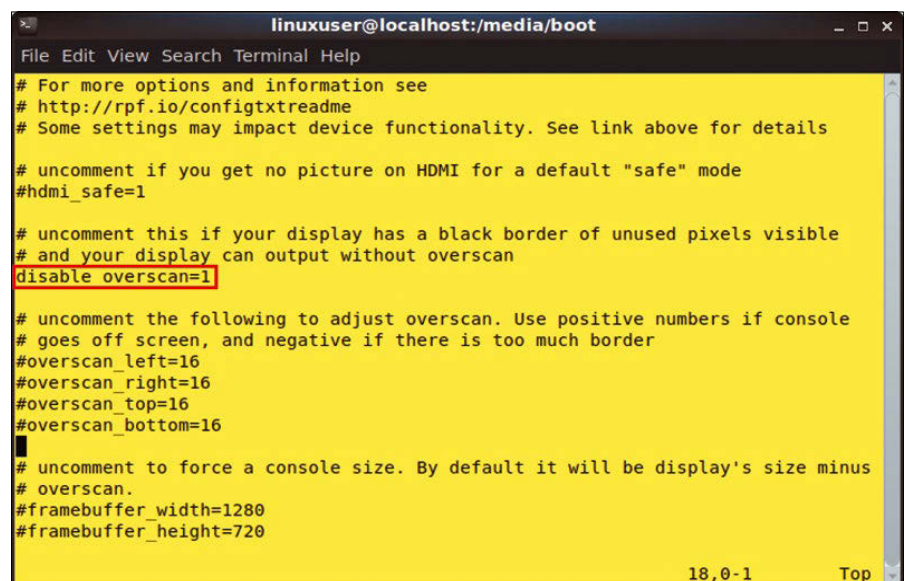 linuxuser@localhost:/media/boot
File Edit View Search Terminal Help
# For more options and information see
# http://rpf.io/configtxtreadme
# Some settings may impact device functionality. See link above for details
# uncomment if you get no picture on HDMI for a default "safe" mode
#hdmi_safe=1
# uncomment this if your display has a black border of unused pixels visible
# and your display can output without overscan
disable_overscan=1
# uncomment the following to adjust overscan. Use positive numbers if console
# goes off screen, and negative if there is too much border
#overscan_left=16
#overscan_right=16
#overscan_top=16
#overscan_bottom=16
# uncomment to force a console size. By default it will be display's size minus
# overscan.
#framebuffer_width=1280
#framebuffer_height=720
18,0-1 Top